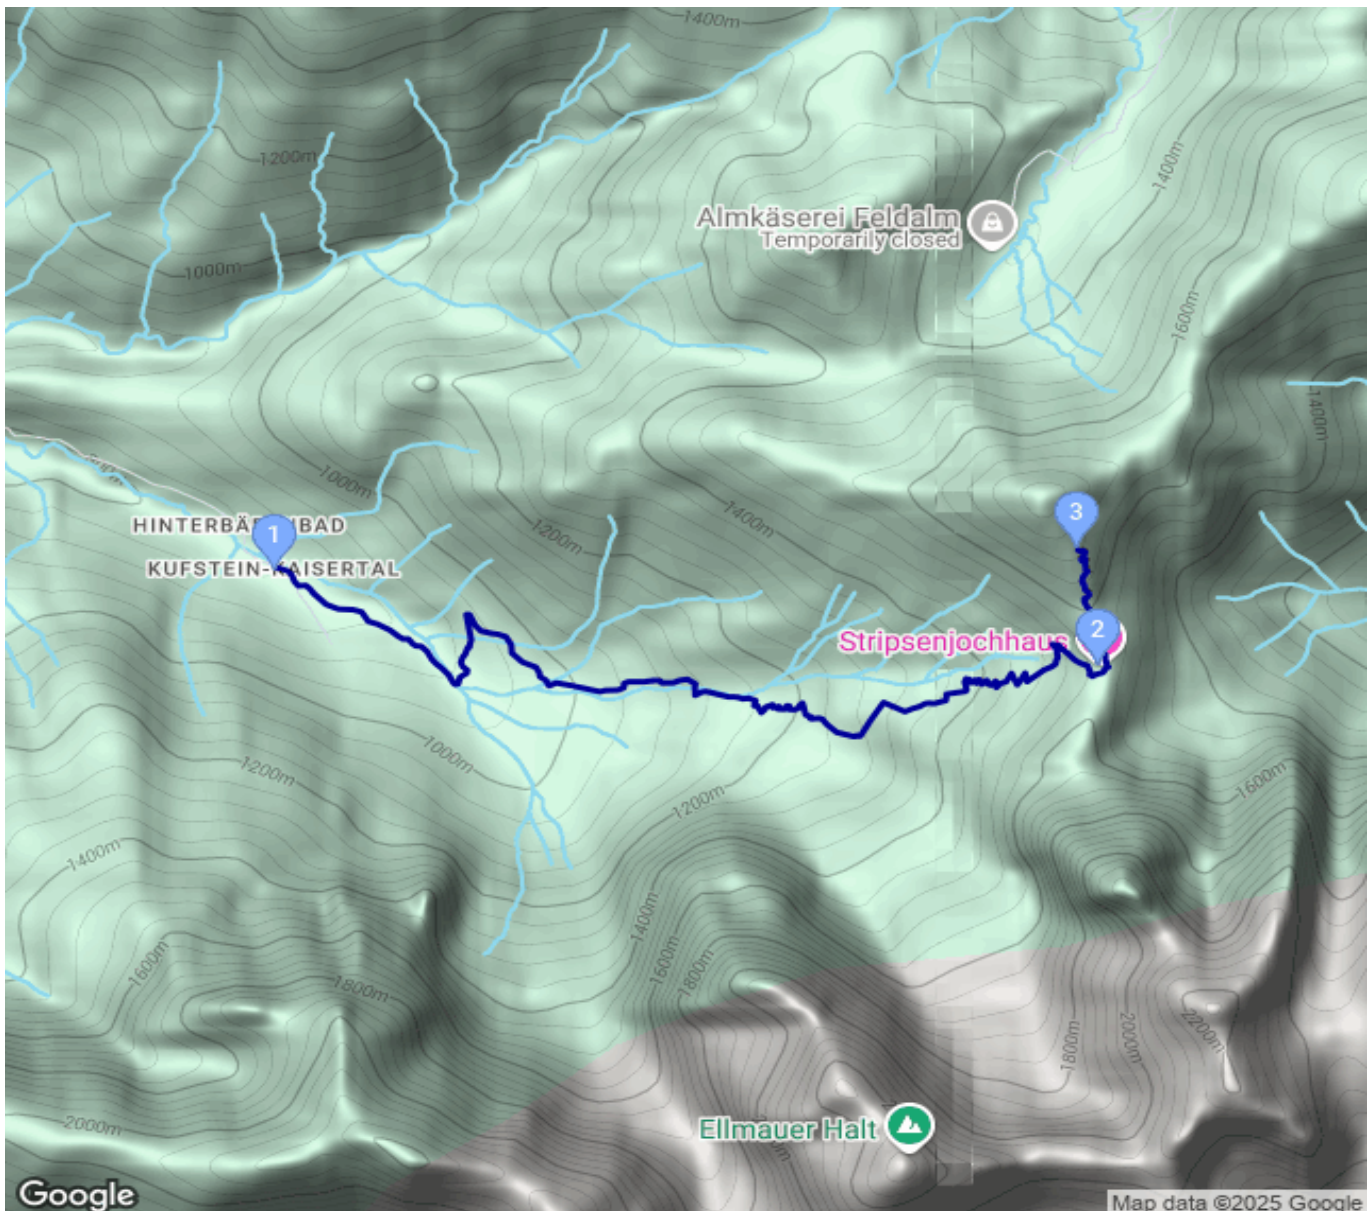 1400m
1200m
1400m
Almkäserei Feldalm
Temporarily closed
1000m
1600m
1400m
1000m
1400m
3
HINTERBÄ
NBAD
1
1200m
KUFSTEIN-KAISERTAL
2
Stripsenjochhaus
1000m
1200m
1200m
1600m
1400m
1400m
1600m
1800m
1600m
1800m
2200m
2000m
1800m
2000m
Ellmauer Halt
Google
Map data ©2025 Google